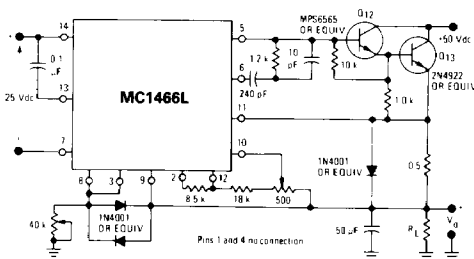 MPS6565
OR EQUIV
Q12
+50 Vdc
Q13
2N4922
OR EQUIV
14
5
+
0.1
µF
1.2 k
10
pF
10 k
6
240 pF
1.0 k
25 Vdc
13
MC1466L
11
10
1N4001
OR EQUIV
0.5
7
8
3
9
2
12
8.5 k
18 k
500
40 k
1N4001
OR EQUIV
Pins 1 and 4 no connection
50 µF
RL
+
Vo